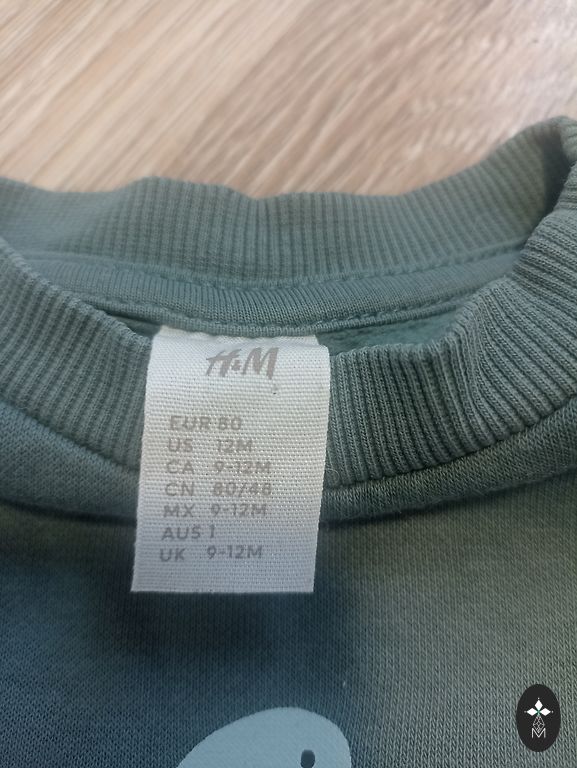 H&M
EUR 80
US 12M
CA 9-12M
CN 80/48
MX 9-12M
AUS 1
UK 9-12M
M